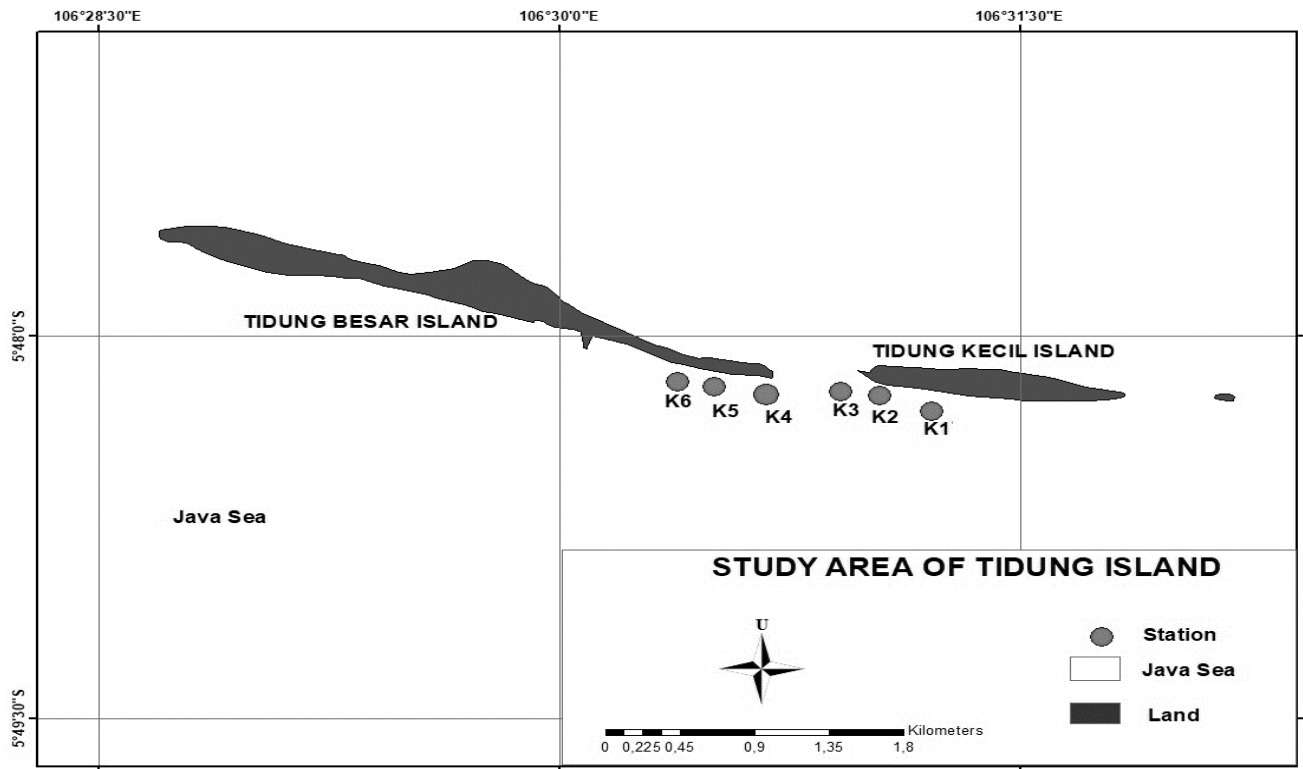 106°28'30"E 106°30'0"E 106°31'30"E
5°48'0"S
TIDUNG BESAR ISLAND
TIDUNG KECIL ISLAND
K6 K5 K4 K3 K2 K1
Java Sea
STUDY AREA OF TIDUNG ISLAND
U
Station
Java Sea
Land
5°49'30"S
Kilometers
0 0,225 0,45 0,9 1,35 1,8